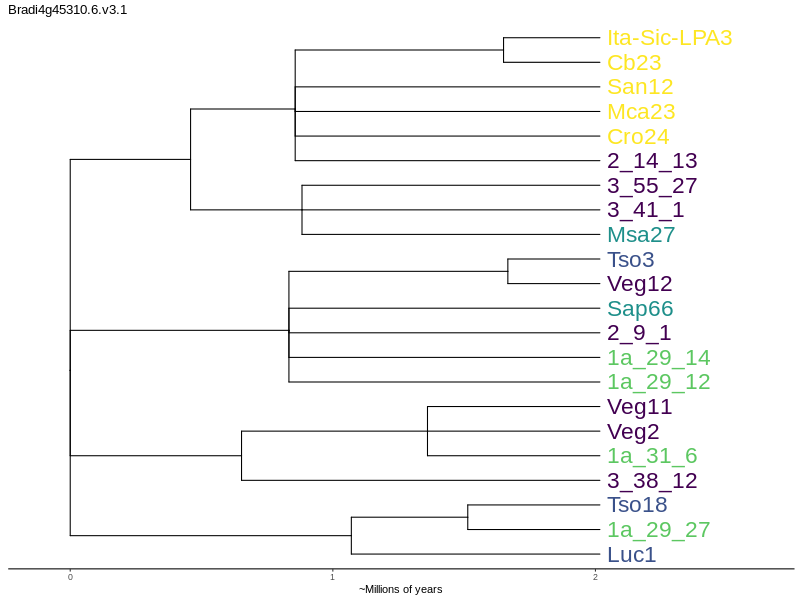 Bradi4g45310.6.v3.1
Ita-Sic-LPA3
Cb23
San12
Mca23
Cro24
2_14_13
3_55_27
3_41_1
Msa27
Tso3
Veg12
Sap66
2_9_1
1a_29_14
1a_29_12
Veg11
Veg2
1a_31_6
3_38_12
Tso18
1a_29_27
Luc1
0 1 2
~Millions of years